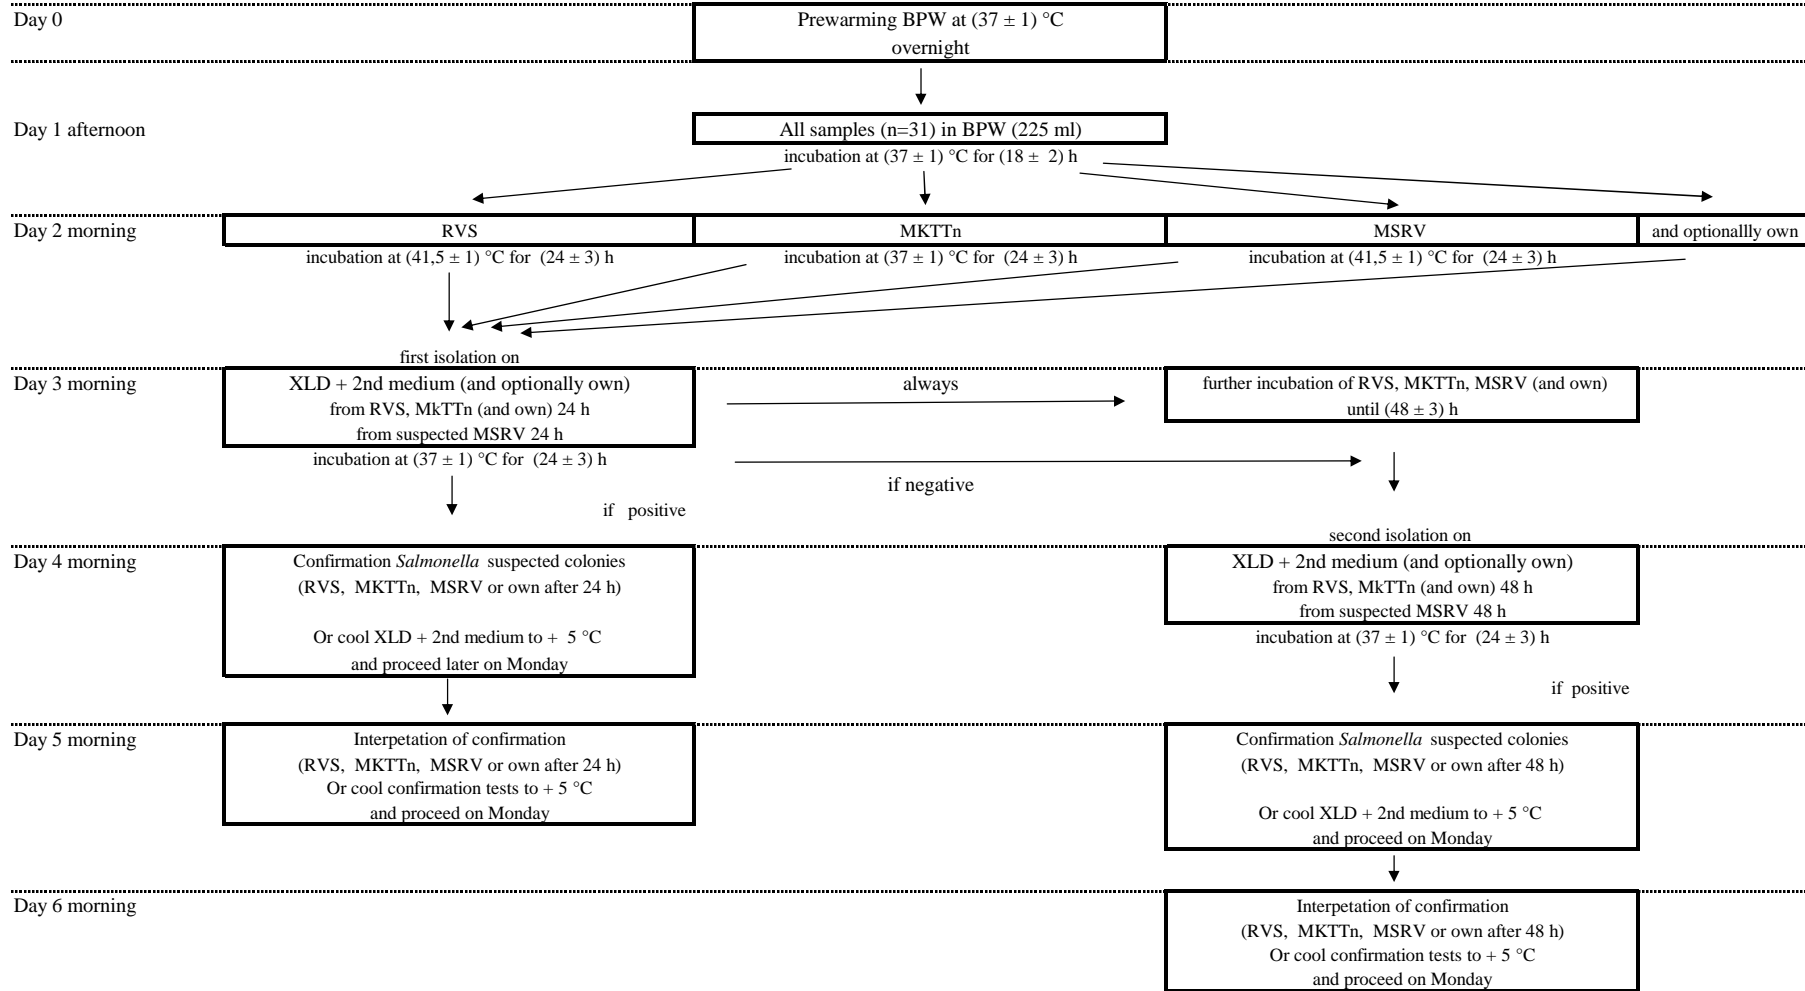 Day 0
Prewarming BPW at (37 ± 1) °C
overnight
Day 1 afternoon
All samples (n=31) in BPW (225 ml)
incubation at (37 ± 1) °C for (18 ± 2) h
Day 2 morning
RVS
MKTTn
MSRV
and optionallly own
incubation at (41,5 ± 1) °C for (24 ± 3) h
incubation at (37 ± 1) °C for (24 ± 3) h
incubation at (41,5 ± 1) °C for (24 ± 3) h
first isolation on
Day 3 morning
XLD + 2nd medium (and optionally own)
from RVS, MkTTn (and own) 24 h
from suspected MSRV 24 h
incubation at (37 ± 1) °C for (24 ± 3) h
always
further incubation of RVS, MKTTn, MSRV (and own)
until (48 ± 3) h
if negative
if positive
second isolation on
Day 4 morning
Confirmation Salmonella suspected colonies
(RVS, MKTTn, MSRV or own after 24 h)
Or cool XLD + 2nd medium to + 5 °C
and proceed later on Monday
XLD + 2nd medium (and optionally own)
from RVS, MkTTn (and own) 48 h
from suspected MSRV 48 h
incubation at (37 ± 1) °C for (24 ± 3) h
if positive
Day 5 morning
Interpetation of confirmation
(RVS, MKTTn, MSRV or own after 24 h)
Or cool confirmation tests to + 5 °C
and proceed on Monday
Confirmation Salmonella suspected colonies
(RVS, MKTTn, MSRV or own after 48 h)
Or cool XLD + 2nd medium to + 5 °C
and proceed on Monday
Day 6 morning
Interpetation of confirmation
(RVS, MKTTn, MSRV or own after 48 h)
Or cool confirmation tests to + 5 °C
and proceed on Monday